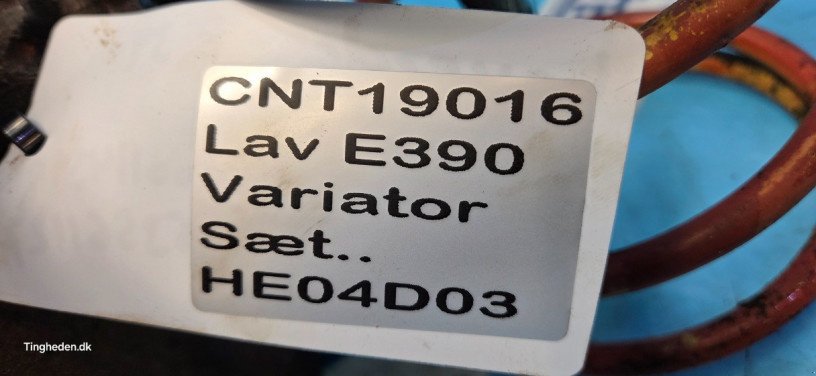 CNT19016
Lav E390
Variator
Sæt..
HE04D03
Tingheden.dk